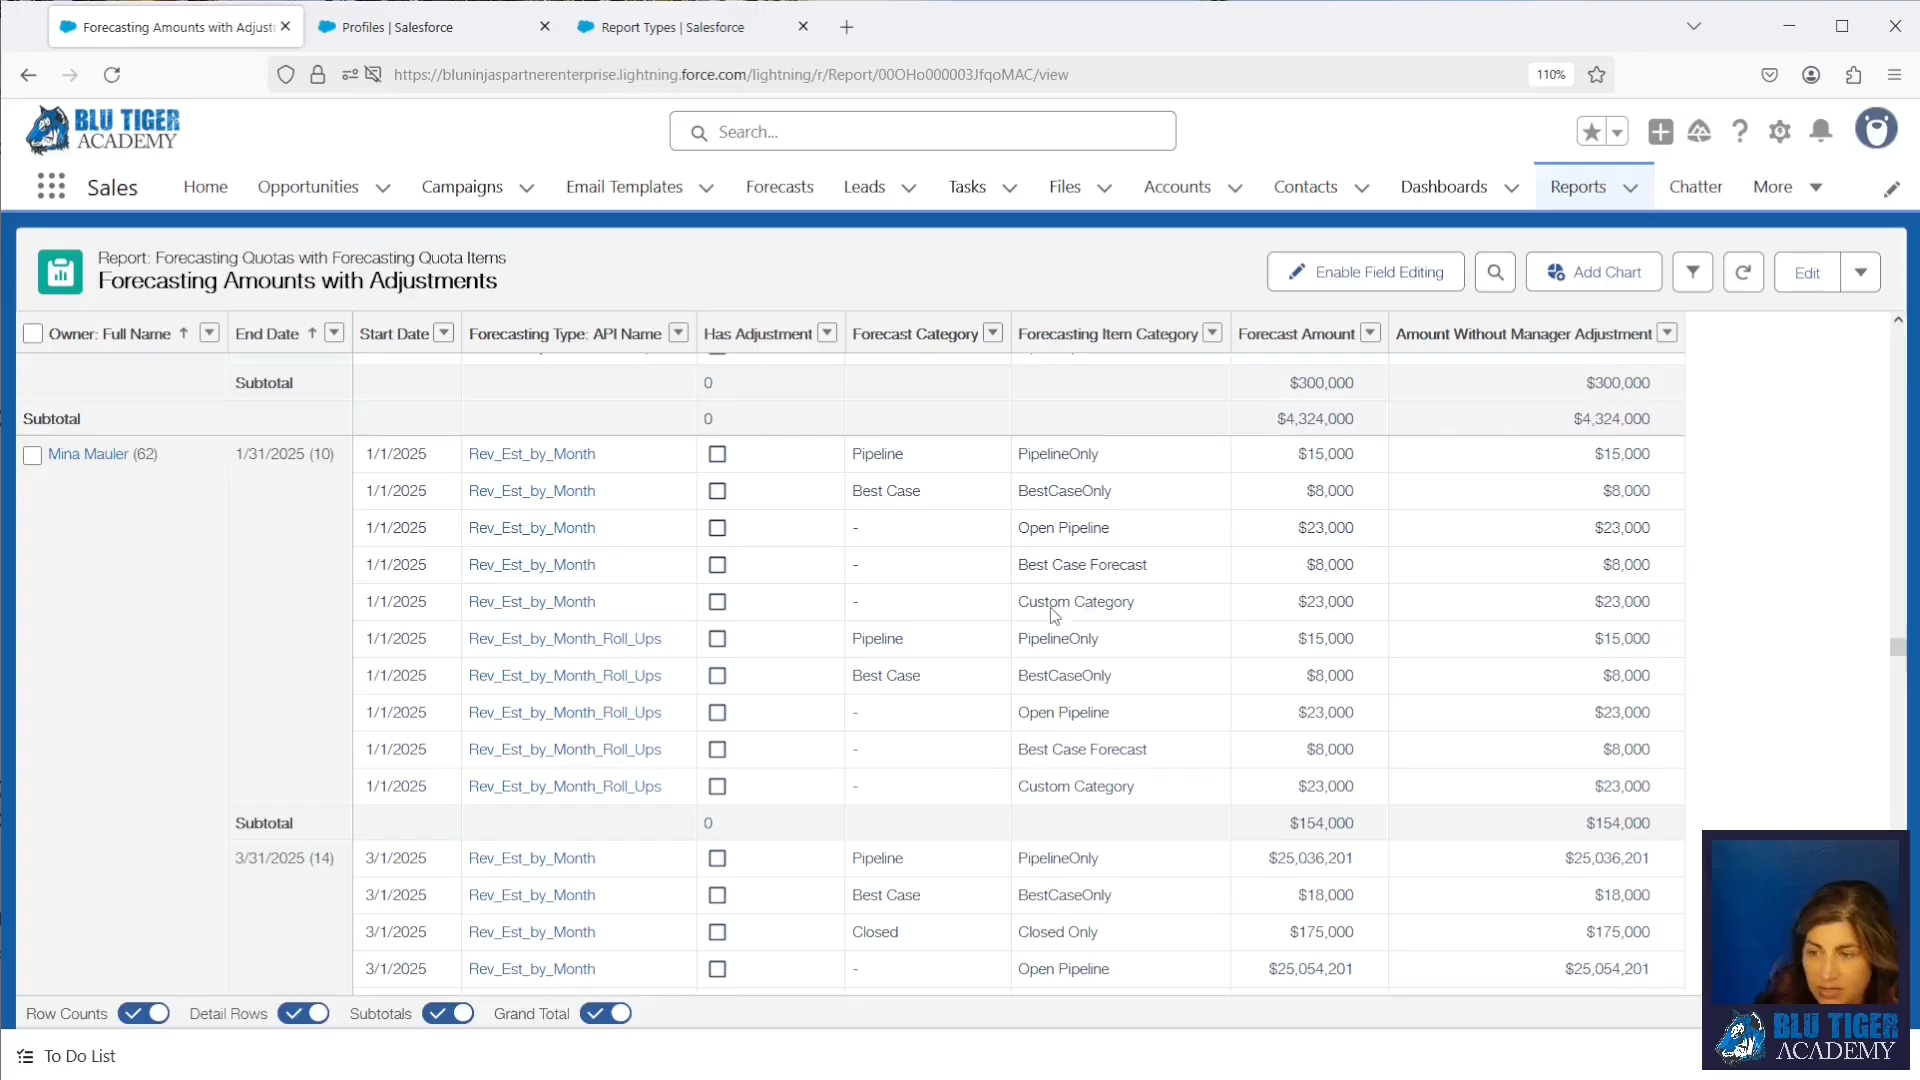 Forecasting Amounts with Adjust
Profiles | Salesforce
Report Types | Salesforce
https://bluninjaspartnerenterprise.lightning.force.com/lightning/r/Report/00OHo000003JfqoMAC/view
110%
BLU TIGER
ACADEMY
Search...
Sales
Home
Opportunities
Campaigns
Email Templates
Forecasts
Leads
Tasks
Files
Accounts
Contacts
Dashboards
Reports
Chatter
More
Report: Forecasting Quotas with Forecasting Quota Items
Forecasting Amounts with Adjustments
Enable Field Editing
Add Chart
Edit
Owner: Full Name ↑ End Date ↑ Start Date Forecasting Type: API Name Has Adjustment Forecast Category Forecasting Item Category Forecast Amount Amount Without Manager Adjustment
Subtotal 0 $300,000 $300,000
Subtotal 0 $4,324,000 $4,324,000
Mina Mauler (62) 1/31/2025 (10) 1/1/2025 Rev_Est_by_Month Pipeline PipelineOnly $15,000 $15,000
1/1/2025 Rev_Est_by_Month Best Case BestCaseOnly $8,000 $8,000
1/1/2025 Rev_Est_by_Month - Open Pipeline $23,000 $23,000
1/1/2025 Rev_Est_by_Month - Best Case Forecast $8,000 $8,000
1/1/2025 Rev_Est_by_Month - Custom Category $23,000 $23,000
1/1/2025 Rev_Est_by_Month_Roll_Ups Pipeline PipelineOnly $15,000 $15,000
1/1/2025 Rev_Est_by_Month_Roll_Ups Best Case BestCaseOnly $8,000 $8,000
1/1/2025 Rev_Est_by_Month_Roll_Ups - Open Pipeline $23,000 $23,000
1/1/2025 Rev_Est_by_Month_Roll_Ups - Best Case Forecast $8,000 $8,000
1/1/2025 Rev_Est_by_Month_Roll_Ups - Custom Category $23,000 $23,000
Subtotal 0 $154,000 $154,000
3/31/2025 (14) 3/1/2025 Rev_Est_by_Month Pipeline PipelineOnly $25,036,201 $25,036,201
3/1/2025 Rev_Est_by_Month Best Case BestCaseOnly $18,000 $18,000
3/1/2025 Rev_Est_by_Month Closed Closed Only $175,000 $175,000
3/1/2025 Rev_Est_by_Month - Open Pipeline $25,054,201 $25,054,201
Row Counts
Detail Rows
Subtotals
Grand Total
To Do List
BLU TIGER
ACADEMY